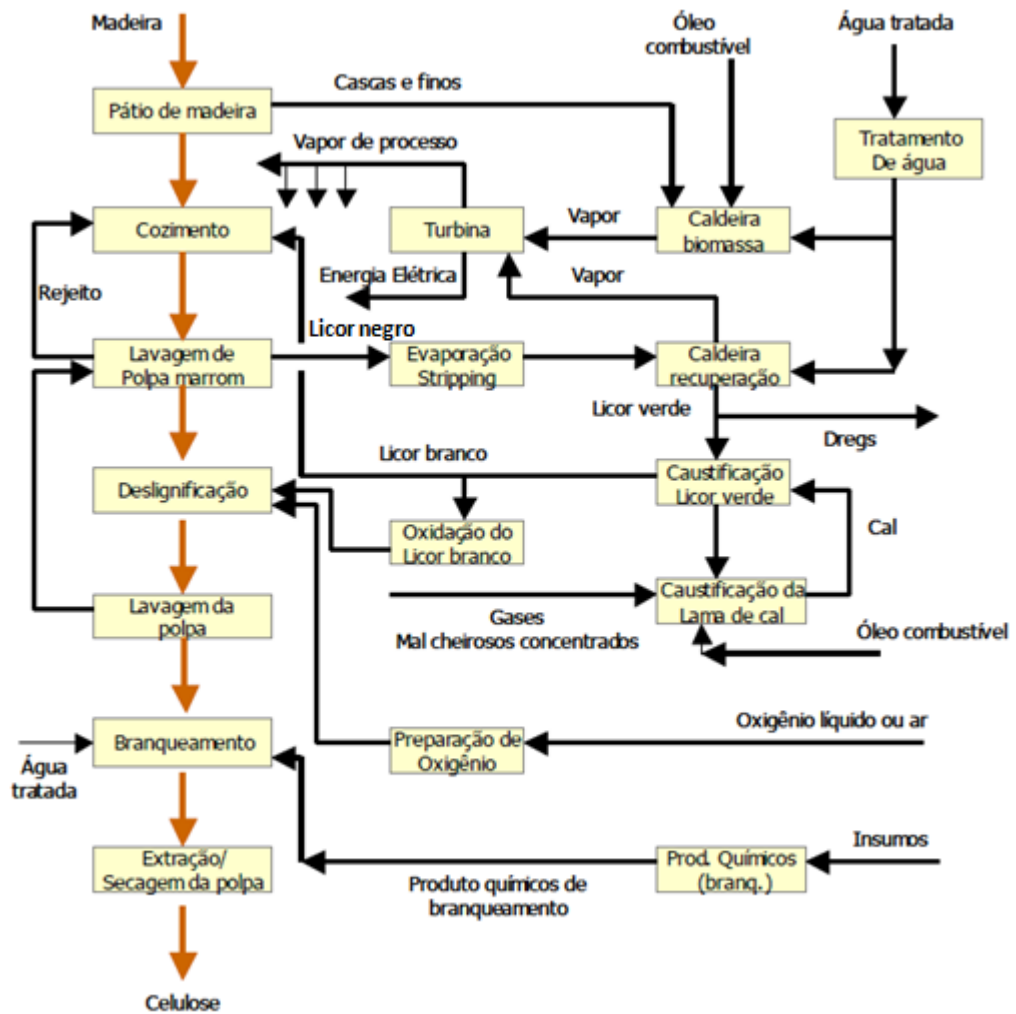 Madeira
Óleo
combustível
Água tratada
Cascas e finos
Pátio de madeira
Tratamento
De água
Vapor de processo
Cozimento
Turbina
Vapor
Caldeira
biomassa
Energia Elétrica
Vapor
Rejeito
Licor negro
Lavagem de
Polpa marrom
Evaporação
Stripping
Caldeira
recuperação
Licor verde
Dregs
Licor branco
Deslignificação
Caustificação
Licor verde
Oxidação do
Licor branco
Cal
Lavagem da
polpa
Gases
Mal cheirosos concentrados
Caustificação da
Lama de cal
Óleo combustível
Branqueamento
Preparação de
Oxigênio
Oxigênio líquido ou ar
Água
tratada
Extração/
Secagem da polpa
Produto químicos de
branqueamento
Prod. Químicos
(branq.)
Insumos
Celulose